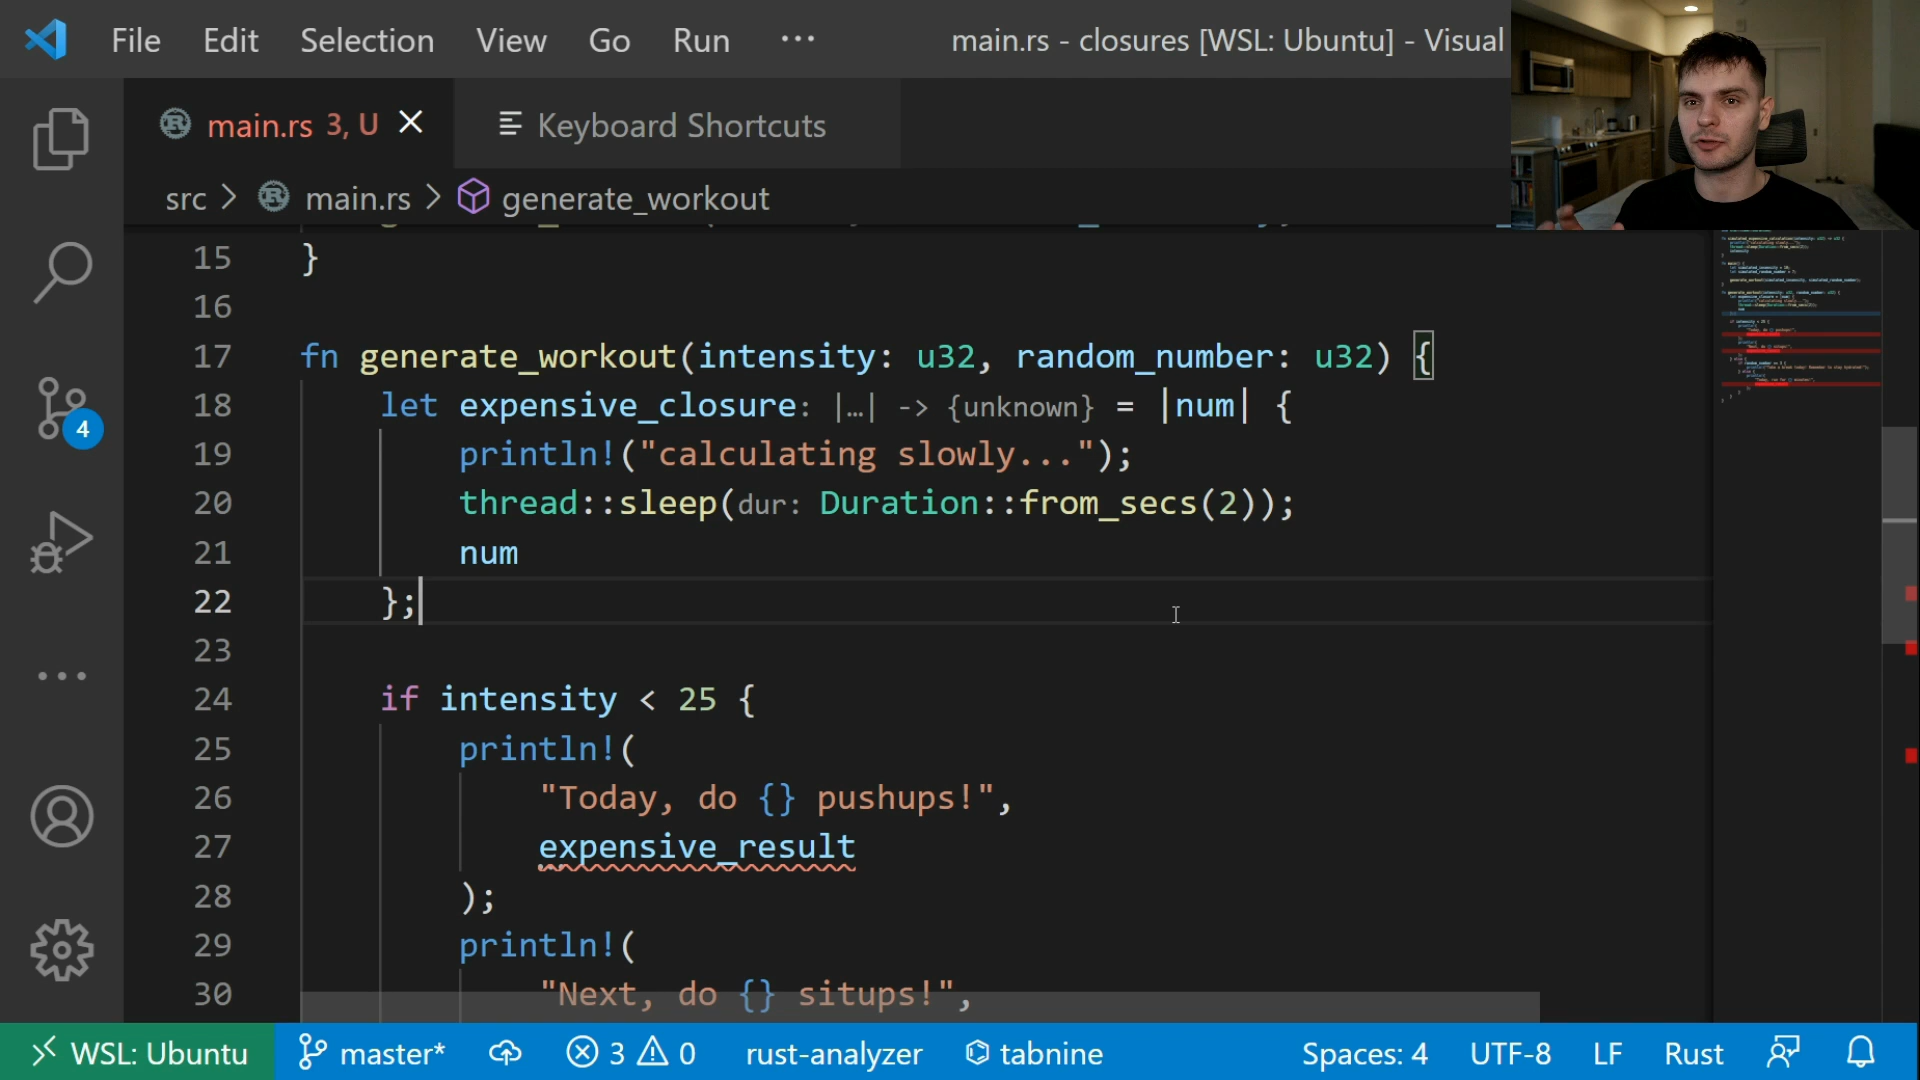 File Edit Selection View Go Run ··· main.rs - closures [WSL: Ubuntu] - Visual
main.rs 3, U Keyboard Shortcuts
src > main.rs > generate_workout
15 }
16
17 fn generate_workout(intensity: u32, random_number: u32) {
18 let expensive_closure: |…| -> {unknown} = |num| {
19 println!("calculating slowly...");
20 thread::sleep(dur: Duration::from_secs(2));
21 num
22 };
23
24 if intensity < 25 {
25 println!(
26 "Today, do {} pushups!",
27 expensive_result
28 );
29 println!(
30 "Next, do {} situps!",
4
WSL: Ubuntu master* 3 0 rust-analyzer tabnine Spaces: 4 UTF-8 LF Rust